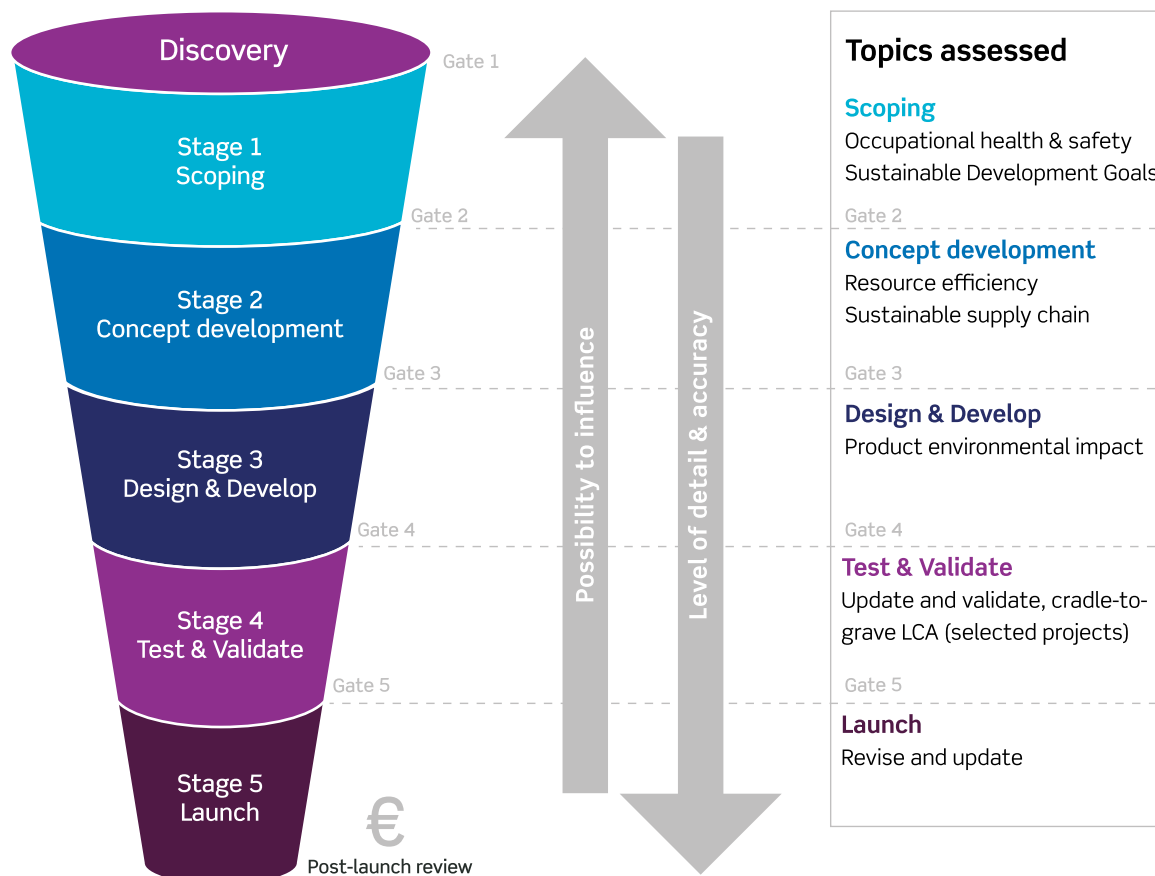 Discovery
Gate 1
Stage 1
Scoping
Gate 2
Stage 2
Concept development
Gate 3
Stage 3
Design & Develop
Gate 4
Stage 4
Test & Validate
Gate 5
Stage 5
Launch
€
Post-launch review
Possibility to influence
Level of detail & accuracy
Topics assessed
Scoping
Occupational health & safety
Sustainable Development Goals
Gate 2
Concept development
Resource efficiency
Sustainable supply chain
Gate 3
Design & Develop
Product environmental impact
Gate 4
Test & Validate
Update and validate, cradle-to-
grave LCA (selected projects)
Gate 5
Launch
Revise and update